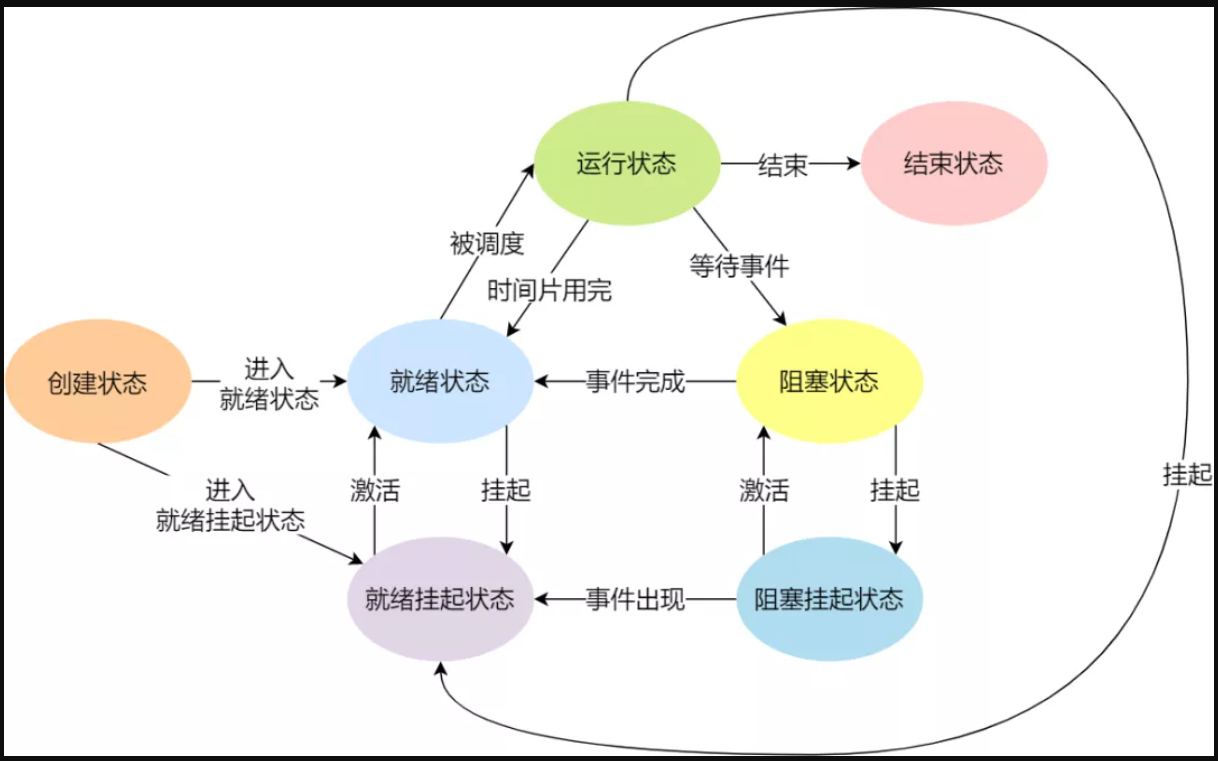 运行状态
结束
结束状态
被调度
等待事件
时间片用完
创建状态
进入
就绪状态
就绪状态
事件完成
阻塞状态
进入
就绪挂起状态
激活
挂起
激活
挂起
挂起
就绪挂起状态
事件出现
阻塞挂起状态